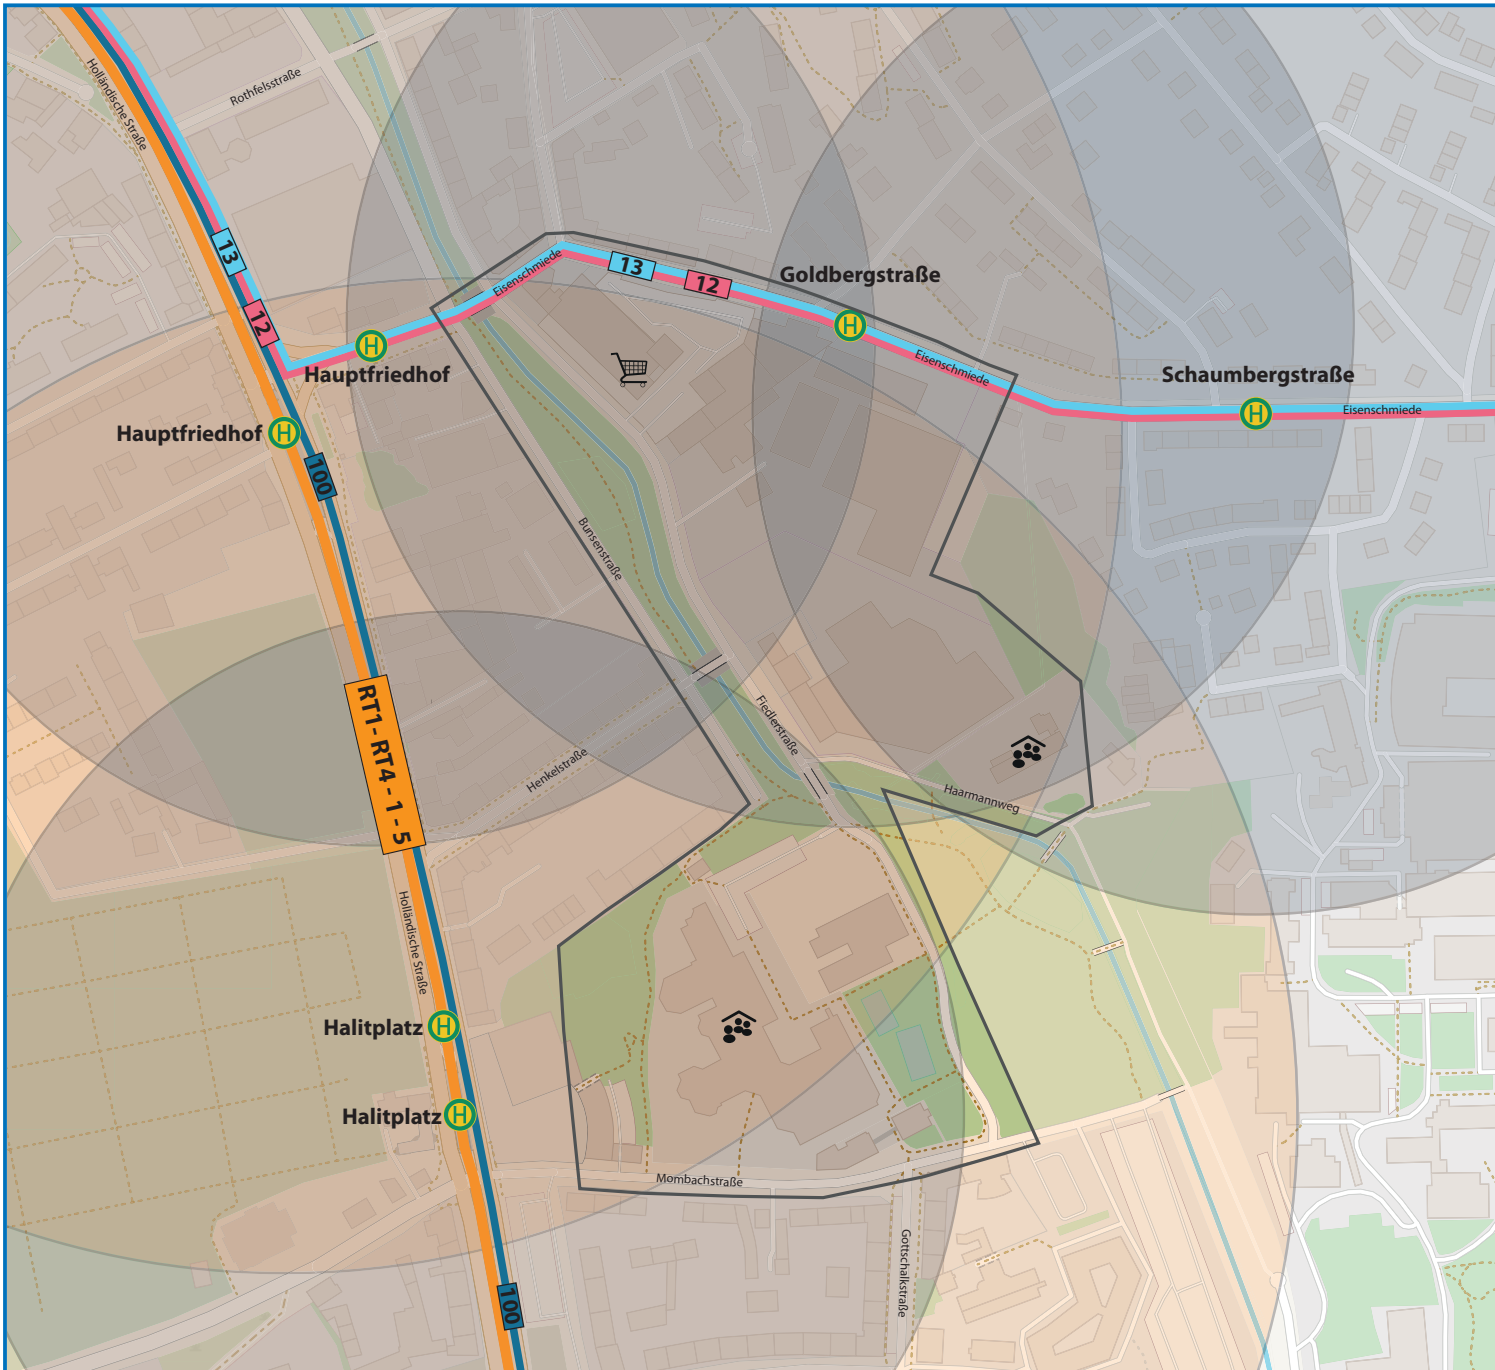 Holländische Straße
Rothfelsstraße
13
12
Eisenschmiede
13
12
Goldbergstraße
Hauptfriedhof
Eisenschmiede
Schaumbergstraße
Eisenschmiede
Hauptfriedhof
100
Bunsenstraße
RT1 - RT4 - 1 - 5
Fiedlerstraße
Henkelstraße
Haarmannweg
Holländische Straße
Halitplatz
Halitplatz
Mombachstraße
Gottschalkstraße
100
H
H
H
H
H
H